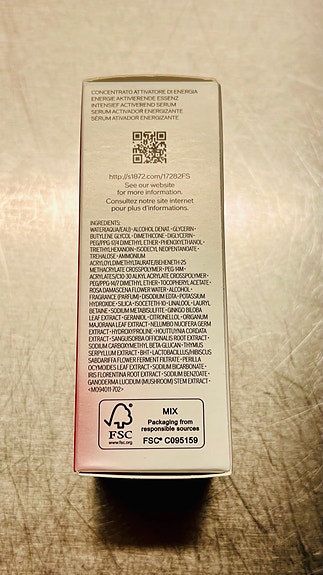 CONCENTRATO ATTIVATORE DI ENERGIA
ENERGIE AKTIVIERENDE ESSENZ
INTENSIEF ACTIVEREND SERUM
SERUM ACTIVADOR ENERGIZANTE
SÉRUM ATIVADOR ENERGIZANTE
http://s1872.com/17282FS
See our website
for more information.
Consultez notre site internet
pour plus d'informations.
INGREDIENTS:
WATER(AQUA/EAU)・ALCOHOL DENAT.・GLYCERIN・
BUTYLENE GLYCOL・DIMETHICONE・DIGLYCERIN・
PEG/PPG-17/4 DIMETHYL ETHER・PHENOXYETHANOL・
TRIETHYLHEXANOIN・ISODECYL NEOPENTANOATE・
TREHALOSE・AMMONIUM
ACRYLOYLDIMETHYLTAURATE/BEHENETH-25
METHACRYLATE CROSSPOLYMER・PEG-14M・
ACRYLATES/C10-30 ALKYL ACRYLATE CROSSPOLYMER・
PEG/PPG-14/7 DIMETHYL ETHER・TOCOPHERYL ACETATE・
ROSA DAMASCENA FLOWER WATER・ALCOHOL・
FRAGRANCE (PARFUM)・DISODIUM EDTA・POTASSIUM
HYDROXIDE・SILICA・ISOCETETH-10・LINALOOL・LAURYL
BETAINE・SODIUM METABISULFITE・GINKGO BILOBA
LEAF EXTRACT・GERANIOL・CITRONELLOL・ORIGANUM
MAJORANA LEAF EXTRACT・NELUMBO NUCIFERA GERM
EXTRACT・HYDROXYPROLINE・HOUTTUYNIA CORDATA
EXTRACT・SANGUISORBA OFFICINALIS ROOT EXTRACT・
SODIUM CARBOXYMETHYL BETA-GLUCAN・THYMUS
SERPYLLUM EXTRACT・BHT・LACTOBACILLUS/HIBISCUS
SABDARIFFA FLOWER FERMENT FILTRATE・PERILLA
OCYMOIDES LEAF EXTRACT・SODIUM BICARBONATE・
IRIS FLORENTINA ROOT EXTRACT・SODIUM BENZOATE・
GANODERMA LUCIDUM (MUSHROOM) STEM EXTRACT・
<M094011-702>
FSC
www.fsc.org
MIX
Packaging from
responsible sources
FSC® C095159